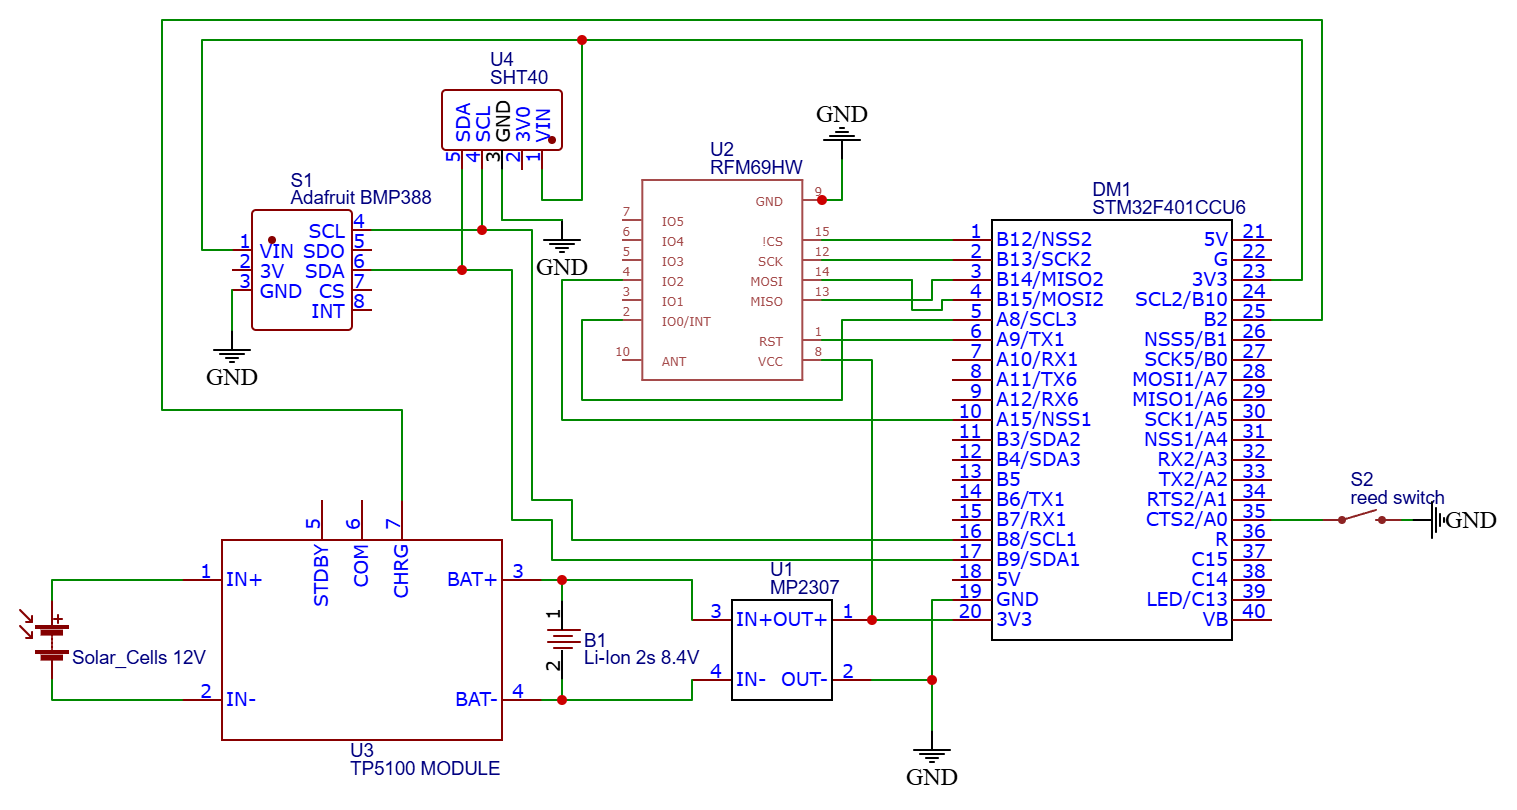 U4
SHT40
SDA
SCL
GND
3V0
VIN
5
4
3
2
1
GND
S1
Adafruit BMP388
1 VIN
2 3V
3 GND
SCL 4
SDO 5
SDA 6
CS 7
INT 8
GND
GND
U2
RFM69HW
7 IO5
6 IO4
5 IO3
4 IO2
3 IO1
2 IO0/INT
10 ANT
GND 9
!CS 15
SCK 12
MOSI 14
MISO 13
RST 1
VCC 8
DM1
STM32F401CCU6
1 B12/NSS2
2 B13/SCK2
3 B14/MISO2
4 B15/MOSI2
5 A8/SCL3
6 A9/TX1
7 A10/RX1
8 A11/TX6
9 A12/RX6
10 A15/NSS1
11 B3/SDA2
12 B4/SDA3
13 B5
14 B6/TX1
15 B7/RX1
16 B8/SCL1
17 B9/SDA1
18 5V
19 GND
20 3V3
5V 21
G 22
3V3 23
SCL2/B10 24
B2 25
NSS5/B1 26
SCK5/B0 27
MOSI1/A7 28
MISO1/A6 29
SCK1/A5 30
NSS1/A4 31
RX2/A3 32
TX2/A2 33
RTS2/A1 34
CTS2/A0 35
R 36
C15 37
C14 38
LED/C13 39
VB 40
S2
reed switch
GND
5 STDBY
6 COM
7 CHRG
1 IN+
2 IN-
BAT+ 3
BAT- 4
U3
TP5100 MODULE
+
Solar_Cells 12V
1
2
B1
Li-Ion 2s 8.4V
U1
MP2307
3 IN+ OUT+ 1
4 IN- OUT- 2
GND